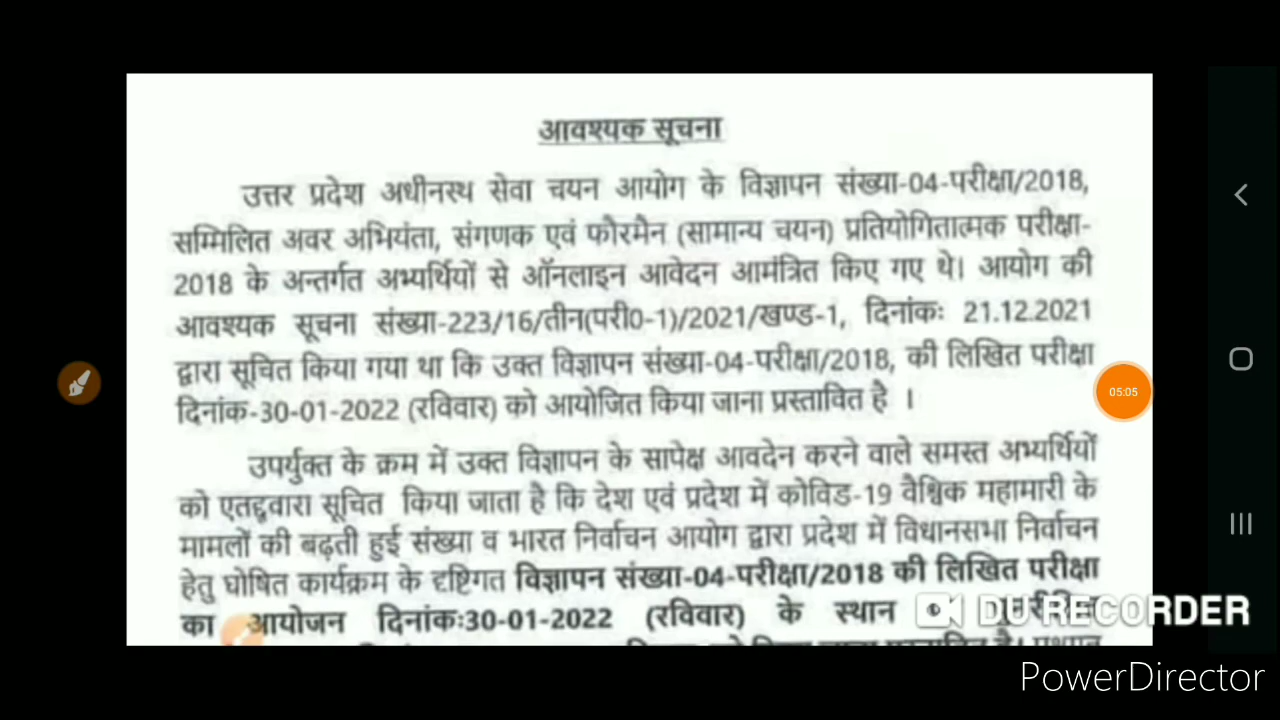 आवश्यक सूचना
उत्तर प्रदेश अधीनस्थ सेवा चयन आयोग के विज्ञापन संख्या-04-परीक्षा/2018,
सम्मिलित अवर अभियंता, संगणक एवं फौरमैन (सामान्य चयन) प्रतियोगितात्मक परीक्षा-
2018 के अन्तर्गत अभ्यर्थियों से ऑनलाइन आवेदन आमंत्रित किए गए थे। आयोग की
आवश्यक सूचना संख्या-223/16/तीन(परी0-1)/2021/खण्ड-1, दिनांकः 21.12.2021
द्वारा सूचित किया गया था कि उक्त विज्ञापन संख्या-04-परीक्षा/2018, की लिखित परीक्षा
दिनांक-30-01-2022 (रविवार) को आयोजित किया जाना प्रस्तावित है ।
05:05
उपर्युक्त के क्रम में उक्त विज्ञापन के सापेक्ष आवदेन करने वाले समस्त अभ्यर्थियों
को एतद्द्वारा सूचित किया जाता है कि देश एवं प्रदेश में कोविड-19 वैश्विक महामारी के
मामलों की बढ़ती हुई संख्या व भारत निर्वाचन आयोग द्वारा प्रदेश में विधानसभा निर्वाचन
हेतु घोषित कार्यक्रम के दृष्टिगत विज्ञापन संख्या-04-परीक्षा/2018 की लिखित परीक्षा
का आयोजन दिनांकः30-01-2022 (रविवार) के स्थान
DU RECORDER
PowerDirector